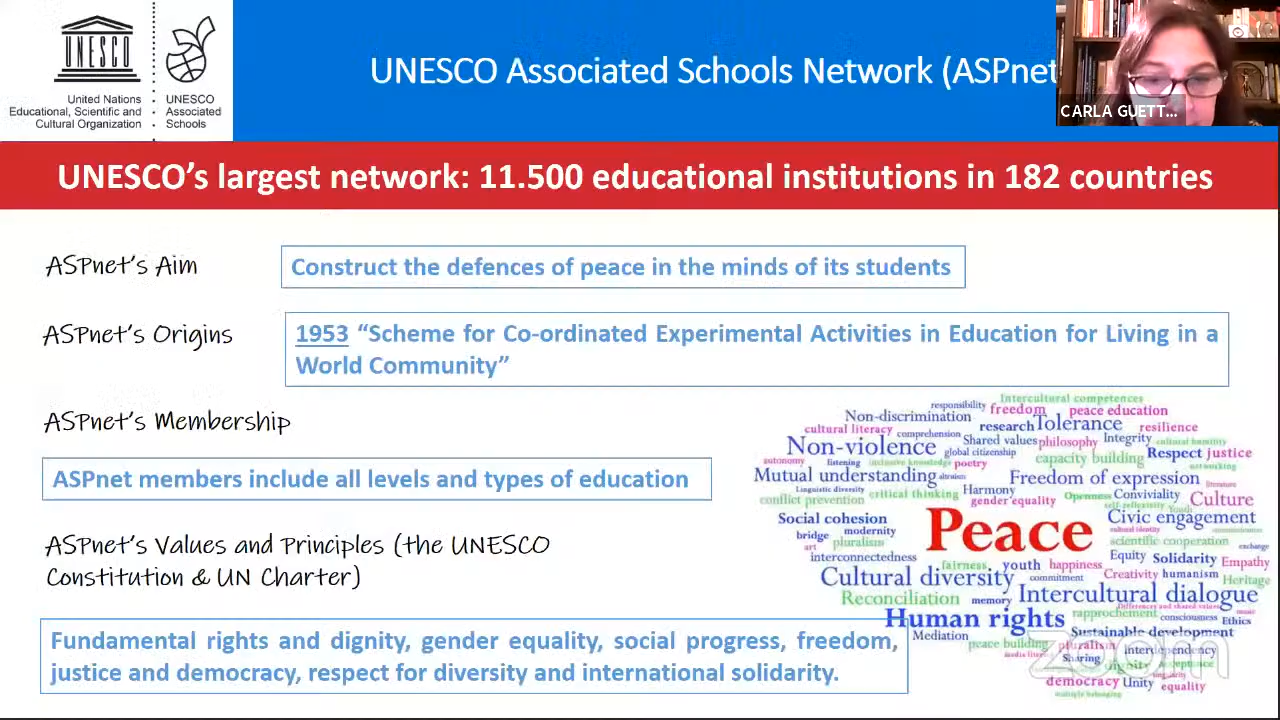 UNESCO
United Nations
Educational, Scientific and
Cultural Organization
UNESCO
Associated
Schools
UNESCO Associated Schools Network (ASPnet
CARLA GUETT...
UNESCO's largest network: 11.500 educational institutions in 182 countries
ASPnet's Aim
Construct the defences of peace in the minds of its students
ASPnet's Origins
1953 “Scheme for Co-ordinated Experimental Activities in Education for Living in a
World Community”
ASPnet's Membership
ASPnet members include all levels and types of education
ASPnet's Values and Principles (the UNESCO
Constitution & UN Charter)
Fundamental rights and dignity, gender equality, social progress, freedom,
justice and democracy, respect for diversity and international solidarity.
Intercultural competences
responsibility freedom peace education
Non-discrimination research Tolerance resilience
cultural literacy comprehension Shared values philosophy Integrity cultural humility
Non-violence global citizenship capacity building Respect justice
autonomy listening inclusive knowledge poetry networking
Mutual understanding altruism Freedom of expression literature
Linguistic diversity critical thinking Harmony Openness Conviviality Culture
conflict prevention gender equality self-reflexivity Youth
Social cohesion Peace Civic engagement
bridge modernity cultural identity
art pluralism scientific cooperation exchange
interconnectedness Equity Solidarity Empathy
fairness youth happiness Creativity humanism Heritage
Cultural diversity commitment Intercultural dialogue
Reconciliation memory Differences and shared values
Human rights rapprochement consciousness music Ethics
Mediation Sustainable development
peace building pluralism Interdependency
Sharing dignity acceptance
democracy Unity equality
multiple belonging
zoom